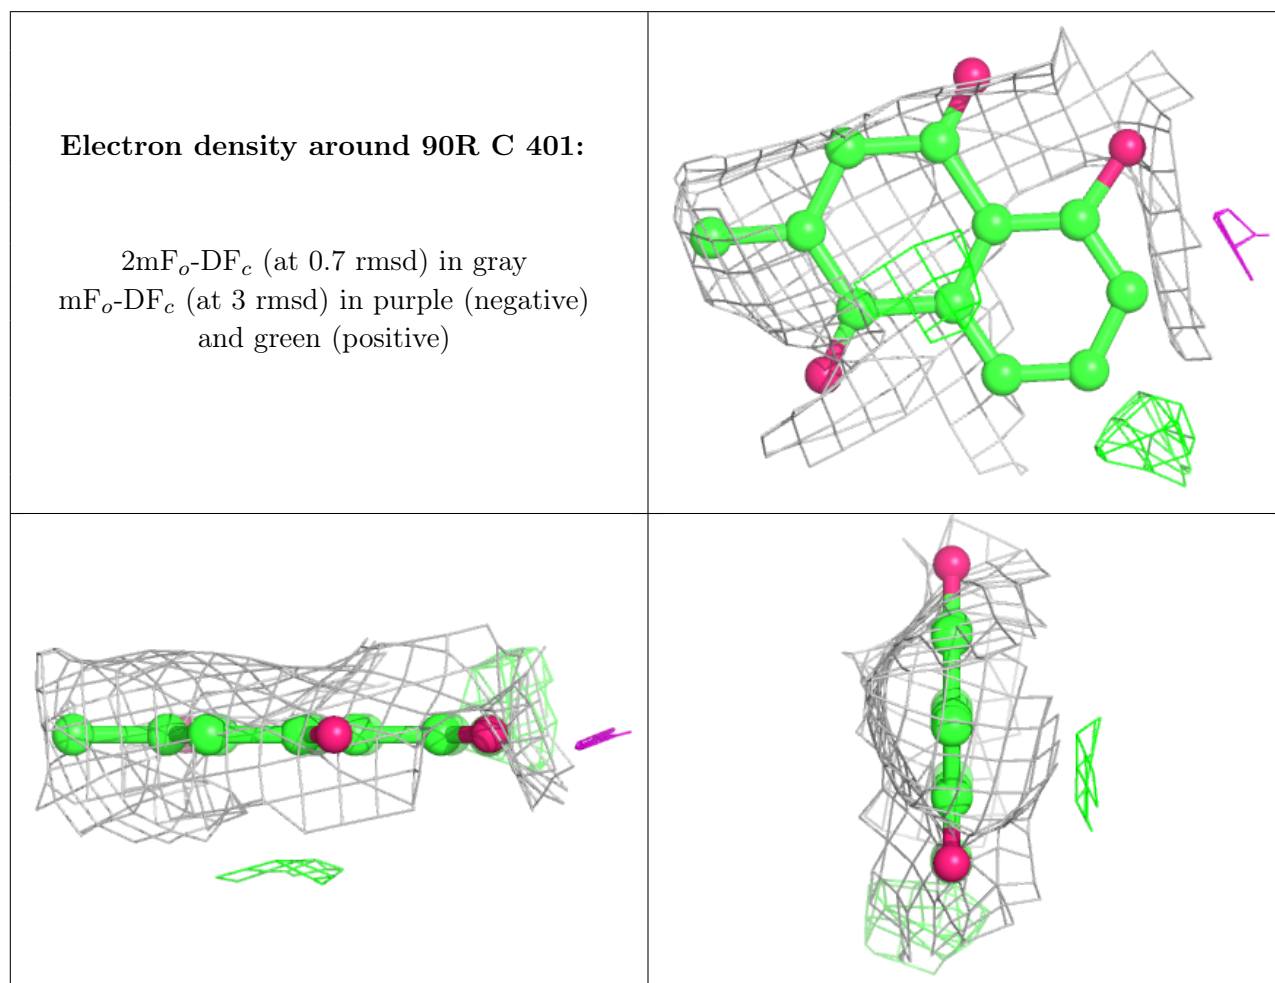 Electron density around 90R C 401:
2mFo-DFc (at 0.7 rmsd) in gray
mFo-DFc (at 3 rmsd) in purple (negative)
and green (positive)